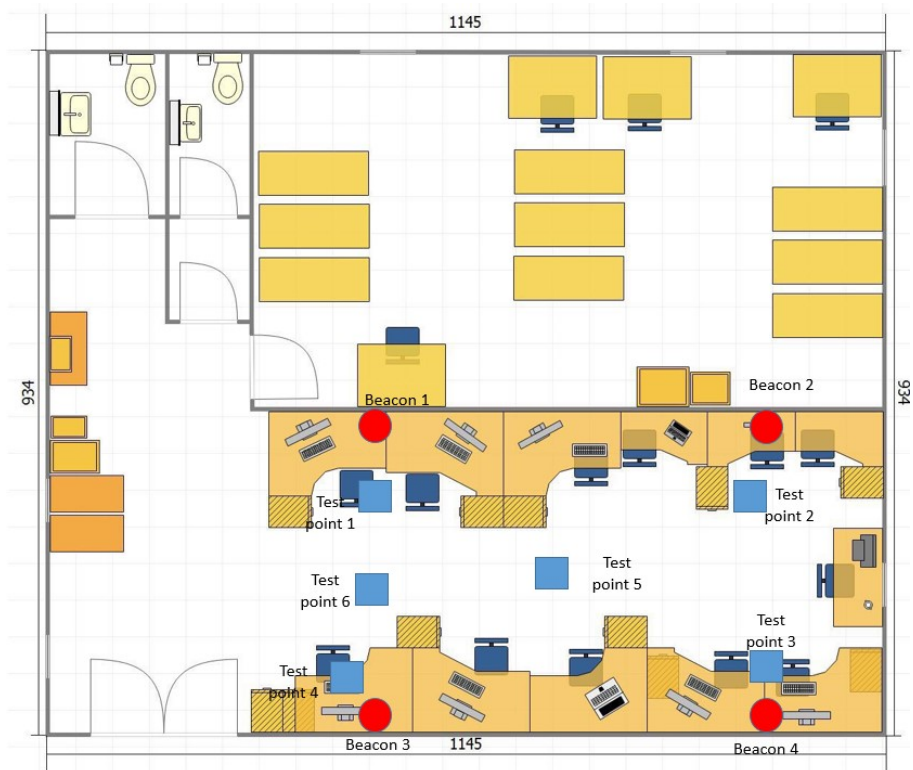 1145
934
934
Beacon 1
Beacon 2
Test
point 1
Test
point 2
Test
point 5
Test
point 6
Test
point 3
Test
point 4
Beacon 3
1145
Beacon 4